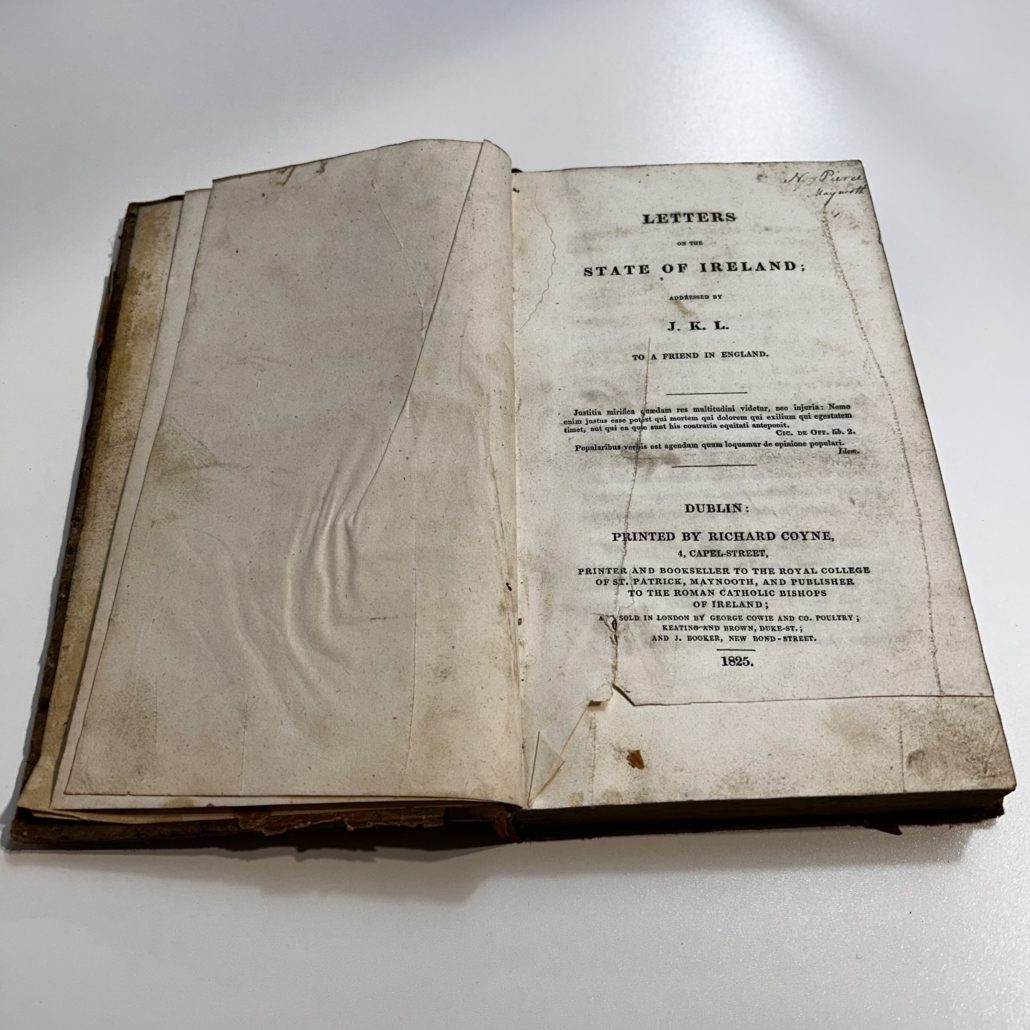 N Pierce
Maynooth
LETTERS
ON THE
STATE OF IRELAND;
ADDRESSED BY
J. K. L.
TO A FRIEND IN ENGLAND.
Justitia mirifica quædam res multitudini videtur, nec injuria: Nemo
enim justus esse potest qui mortem qui dolorem qui exilium qui egestatem
timet, aut qui ea quæ sunt his contraria equitati anteponit.
CIC. DE OFF. lib. 2.
Popularibus verbis est agendum quum loquamur de opinione populari.
Idem.
DUBLIN:
PRINTED BY RICHARD COYNE,
4, CAPEL-STREET,
PRINTER AND BOOKSELLER TO THE ROYAL COLLEGE
OF ST. PATRICK, MAYNOOTH, AND PUBLISHER
TO THE ROMAN CATHOLIC BISHOPS
OF IRELAND;
SOLD IN LONDON BY GEORGE COWIE AND CO. POULTRY;
KEATING AND BROWN, DUKE-ST.;
AND J. BOOKER, NEW BOND-STREET.
1825.